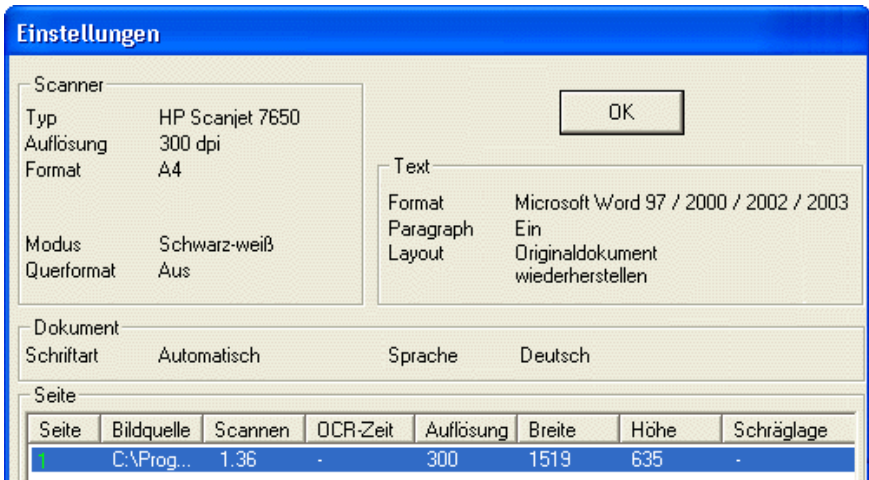 Einstellungen
Scanner
Typ HP Scanjet 7650
Auflösung 300 dpi
Format A4
Modus Schwarz-weiß
Querformat Aus
OK
Text
Format Microsoft Word 97 / 2000 / 2002 / 2003
Paragraph Ein
Layout Originaldokument
wiederherstellen
Dokument
Schriftart Automatisch Sprache Deutsch
Seite
Seite Bildquelle Scannen OCR-Zeit Auflösung Breite Höhe Schräglage
1 C:\Prog... 1.36 - 300 1519 635 -